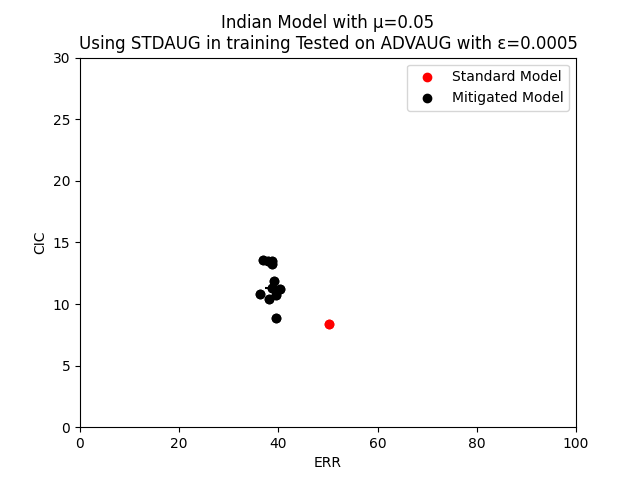 Indian Model with μ=0.05
Using STDAUG in training Tested on ADVAUG with ε=0.0005
Standard Model
Mitigated Model
30
25
20
15
10
5
0
CIC
0 20 40 60 80 100
ERR